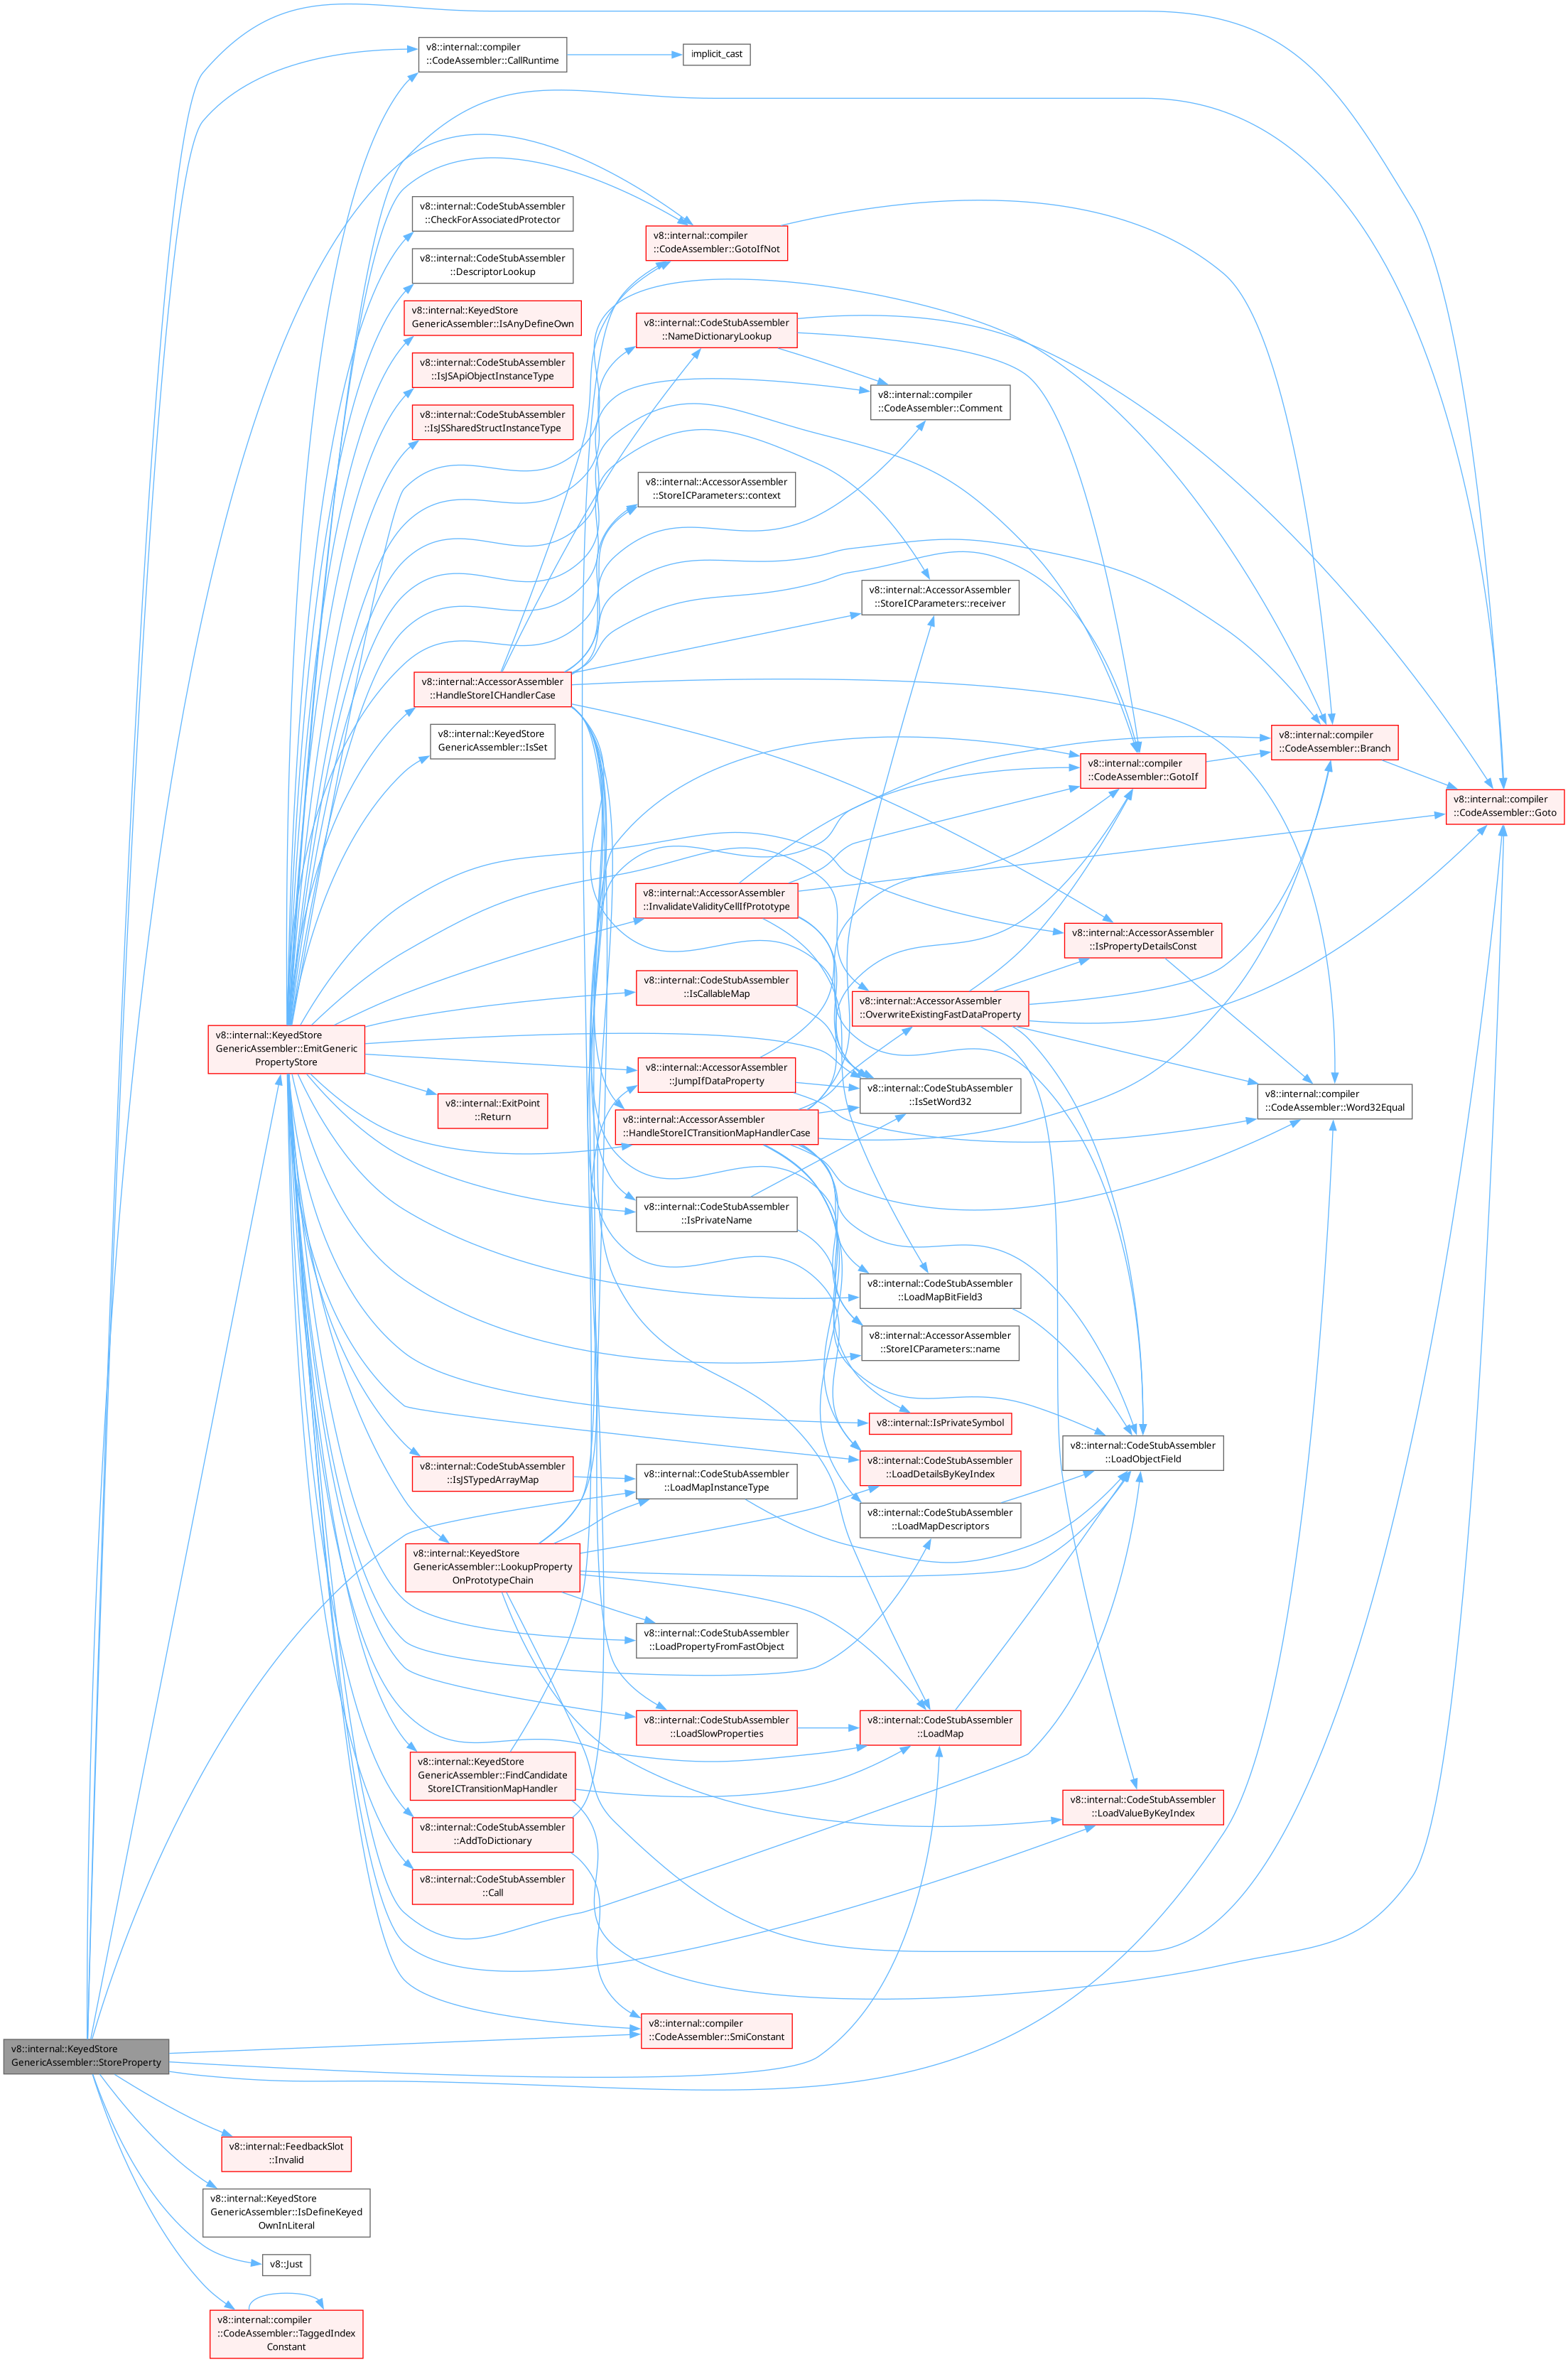 v8::internal::compiler
::CodeAssembler::CallRuntime
implicit_cast
v8::internal::CodeStubAssembler
::CheckForAssociatedProtector
v8::internal::CodeStubAssembler
::DescriptorLookup
v8::internal::KeyedStore
GenericAssembler::IsAnyDefineOwn
v8::internal::CodeStubAssembler
::IsJSApiObjectInstanceType
v8::internal::CodeStubAssembler
::IsJSSharedStructInstanceType
v8::internal::compiler
::CodeAssembler::GotoIfNot
v8::internal::CodeStubAssembler
::NameDictionaryLookup
v8::internal::compiler
::CodeAssembler::Comment
v8::internal::AccessorAssembler
::StoreICParameters::context
v8::internal::AccessorAssembler
::StoreICParameters::receiver
v8::internal::AccessorAssembler
::HandleStoreICHandlerCase
v8::internal::KeyedStore
GenericAssembler::IsSet
v8::internal::compiler
::CodeAssembler::GotoIf
v8::internal::compiler
::CodeAssembler::Branch
v8::internal::compiler
::CodeAssembler::Goto
v8::internal::AccessorAssembler
::InvalidateValidityCellIfPrototype
v8::internal::AccessorAssembler
::IsPropertyDetailsConst
v8::internal::CodeStubAssembler
::IsCallableMap
v8::internal::AccessorAssembler
::OverwriteExistingFastDataProperty
v8::internal::KeyedStore
GenericAssembler::EmitGeneric
PropertyStore
v8::internal::AccessorAssembler
::JumpIfDataProperty
v8::internal::CodeStubAssembler
::IsSetWord32
v8::internal::compiler
::CodeAssembler::Word32Equal
v8::internal::ExitPoint
::Return
v8::internal::AccessorAssembler
::HandleStoreICTransitionMapHandlerCase
v8::internal::CodeStubAssembler
::IsPrivateName
v8::internal::CodeStubAssembler
::LoadMapBitField3
v8::internal::AccessorAssembler
::StoreICParameters::name
v8::internal::IsPrivateSymbol
v8::internal::CodeStubAssembler
::LoadObjectField
v8::internal::CodeStubAssembler
::IsJSTypedArrayMap
v8::internal::CodeStubAssembler
::LoadMapInstanceType
v8::internal::CodeStubAssembler
::LoadDetailsByKeyIndex
v8::internal::CodeStubAssembler
::LoadMapDescriptors
v8::internal::KeyedStore
GenericAssembler::LookupProperty
OnPrototypeChain
v8::internal::CodeStubAssembler
::LoadPropertyFromFastObject
v8::internal::CodeStubAssembler
::LoadSlowProperties
v8::internal::CodeStubAssembler
::LoadMap
v8::internal::KeyedStore
GenericAssembler::FindCandidate
StoreICTransitionMapHandler
v8::internal::CodeStubAssembler
::LoadValueByKeyIndex
v8::internal::CodeStubAssembler
::AddToDictionary
v8::internal::CodeStubAssembler
::Call
v8::internal::compiler
::CodeAssembler::SmiConstant
v8::internal::KeyedStore
GenericAssembler::StoreProperty
v8::internal::FeedbackSlot
::Invalid
v8::internal::KeyedStore
GenericAssembler::IsDefineKeyed
OwnInLiteral
v8::Just
v8::internal::compiler
::CodeAssembler::TaggedIndex
Constant